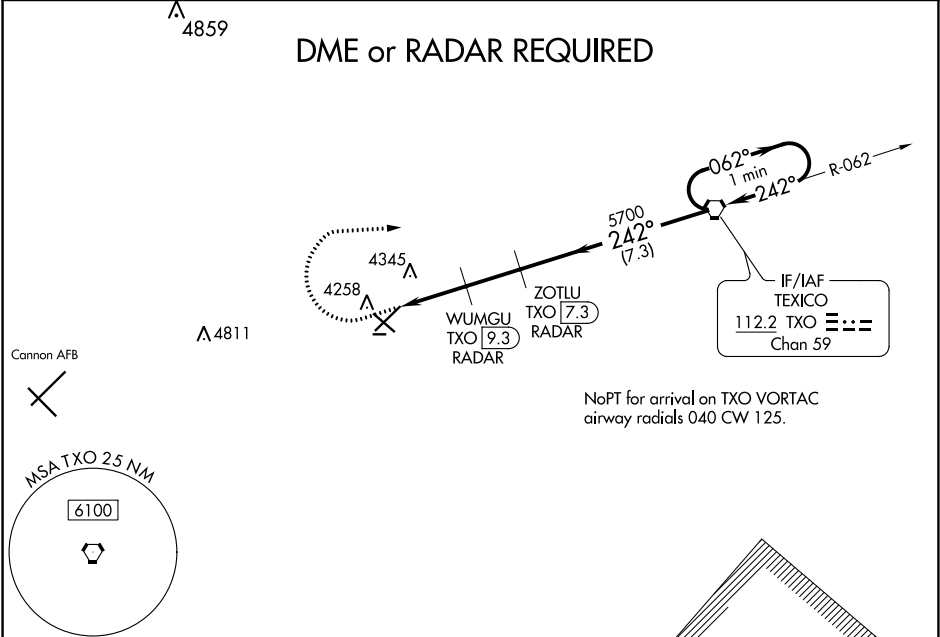 4859
DME or RADAR REQUIRED
062°
1 min
242°
R-062
5700
242°
(7.3)
4345
4258
4811
WUMGU
TXO 9.3
RADAR
ZOTLU
TXO 7.3
RADAR
IF/IAF
TEXICO
112.2 TXO
Chan 59
Cannon AFB
NoPT for arrival on TXO VORTAC
airway radials 040 CW 125.
MSA TXO 25 NM
6100